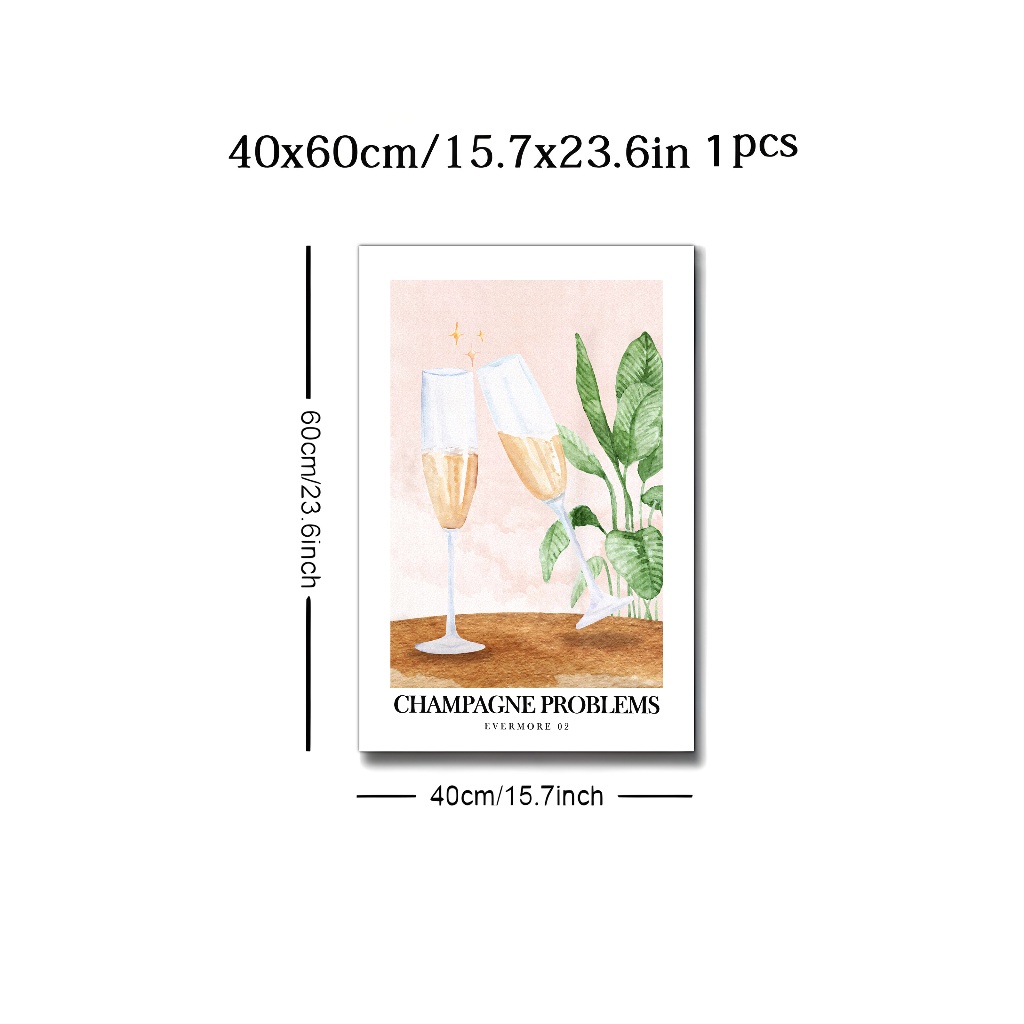 40x60cm/15.7x23.6in 1pcs
60cm/23.6inch
CHAMPAGNE PROBLEMS
EVERMORE 02
40cm/15.7inch